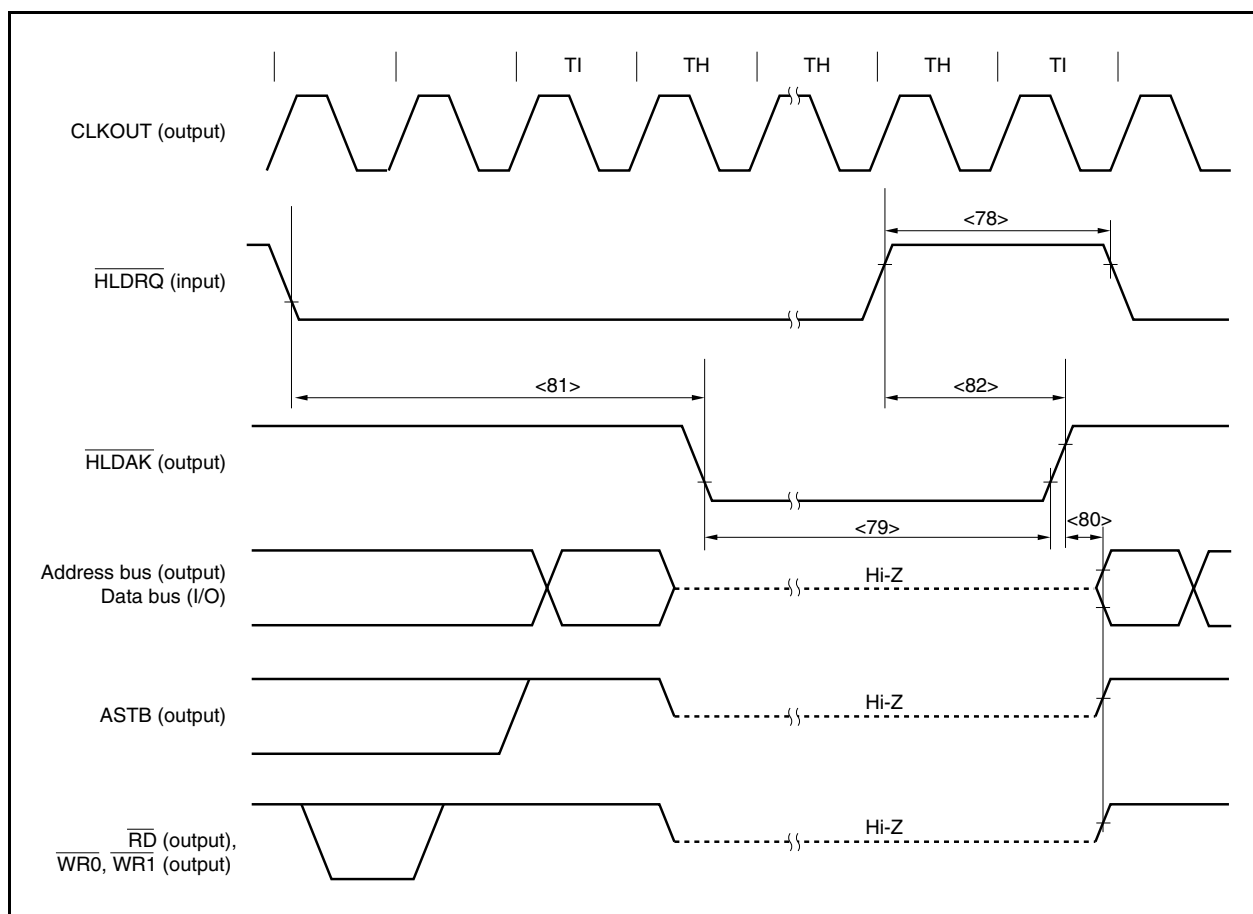 TI TH TH TH TI
CLKOUT (output)
<78>
HLDRQ (input)
<81> <82>
HLDAK (output)
<79> <80>
Address bus (output)
Data bus (I/O)
Hi-Z
ASTB (output)
Hi-Z
RD (output),
WR0, WR1 (output)
Hi-Z